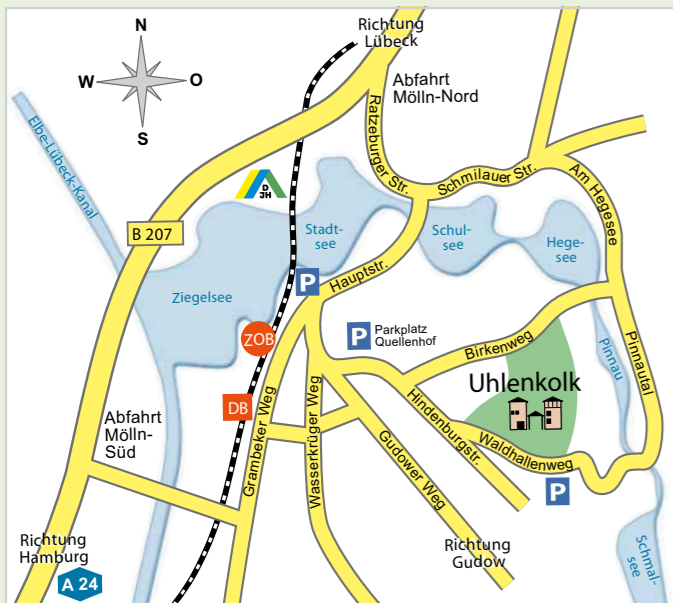 Richtung
Lübeck
N
W
O
S
Abfahrt
Mölln-Nord
Elbe-Lübeck-Kanal
Ratzeburger Str.
Schmilauer Str.
Am Hegesee
D
JH
B 207
Stadt-
see
Schul-
see
Hege-
see
Ziegelsee
P
Hauptstr.
P
Parkplatz
Quellenhof
ZOB
Birkenweg
Pinnau
Pinnautal
Uhlenkolk
DB
Abfahrt
Mölln-
Süd
Grambeker Weg
Wasserkrüger Weg
Gudower Weg
Hindenburgstr.
Waldhallenweg
P
Richtung
Hamburg
A 24
Richtung
Gudow
Schmal-
see